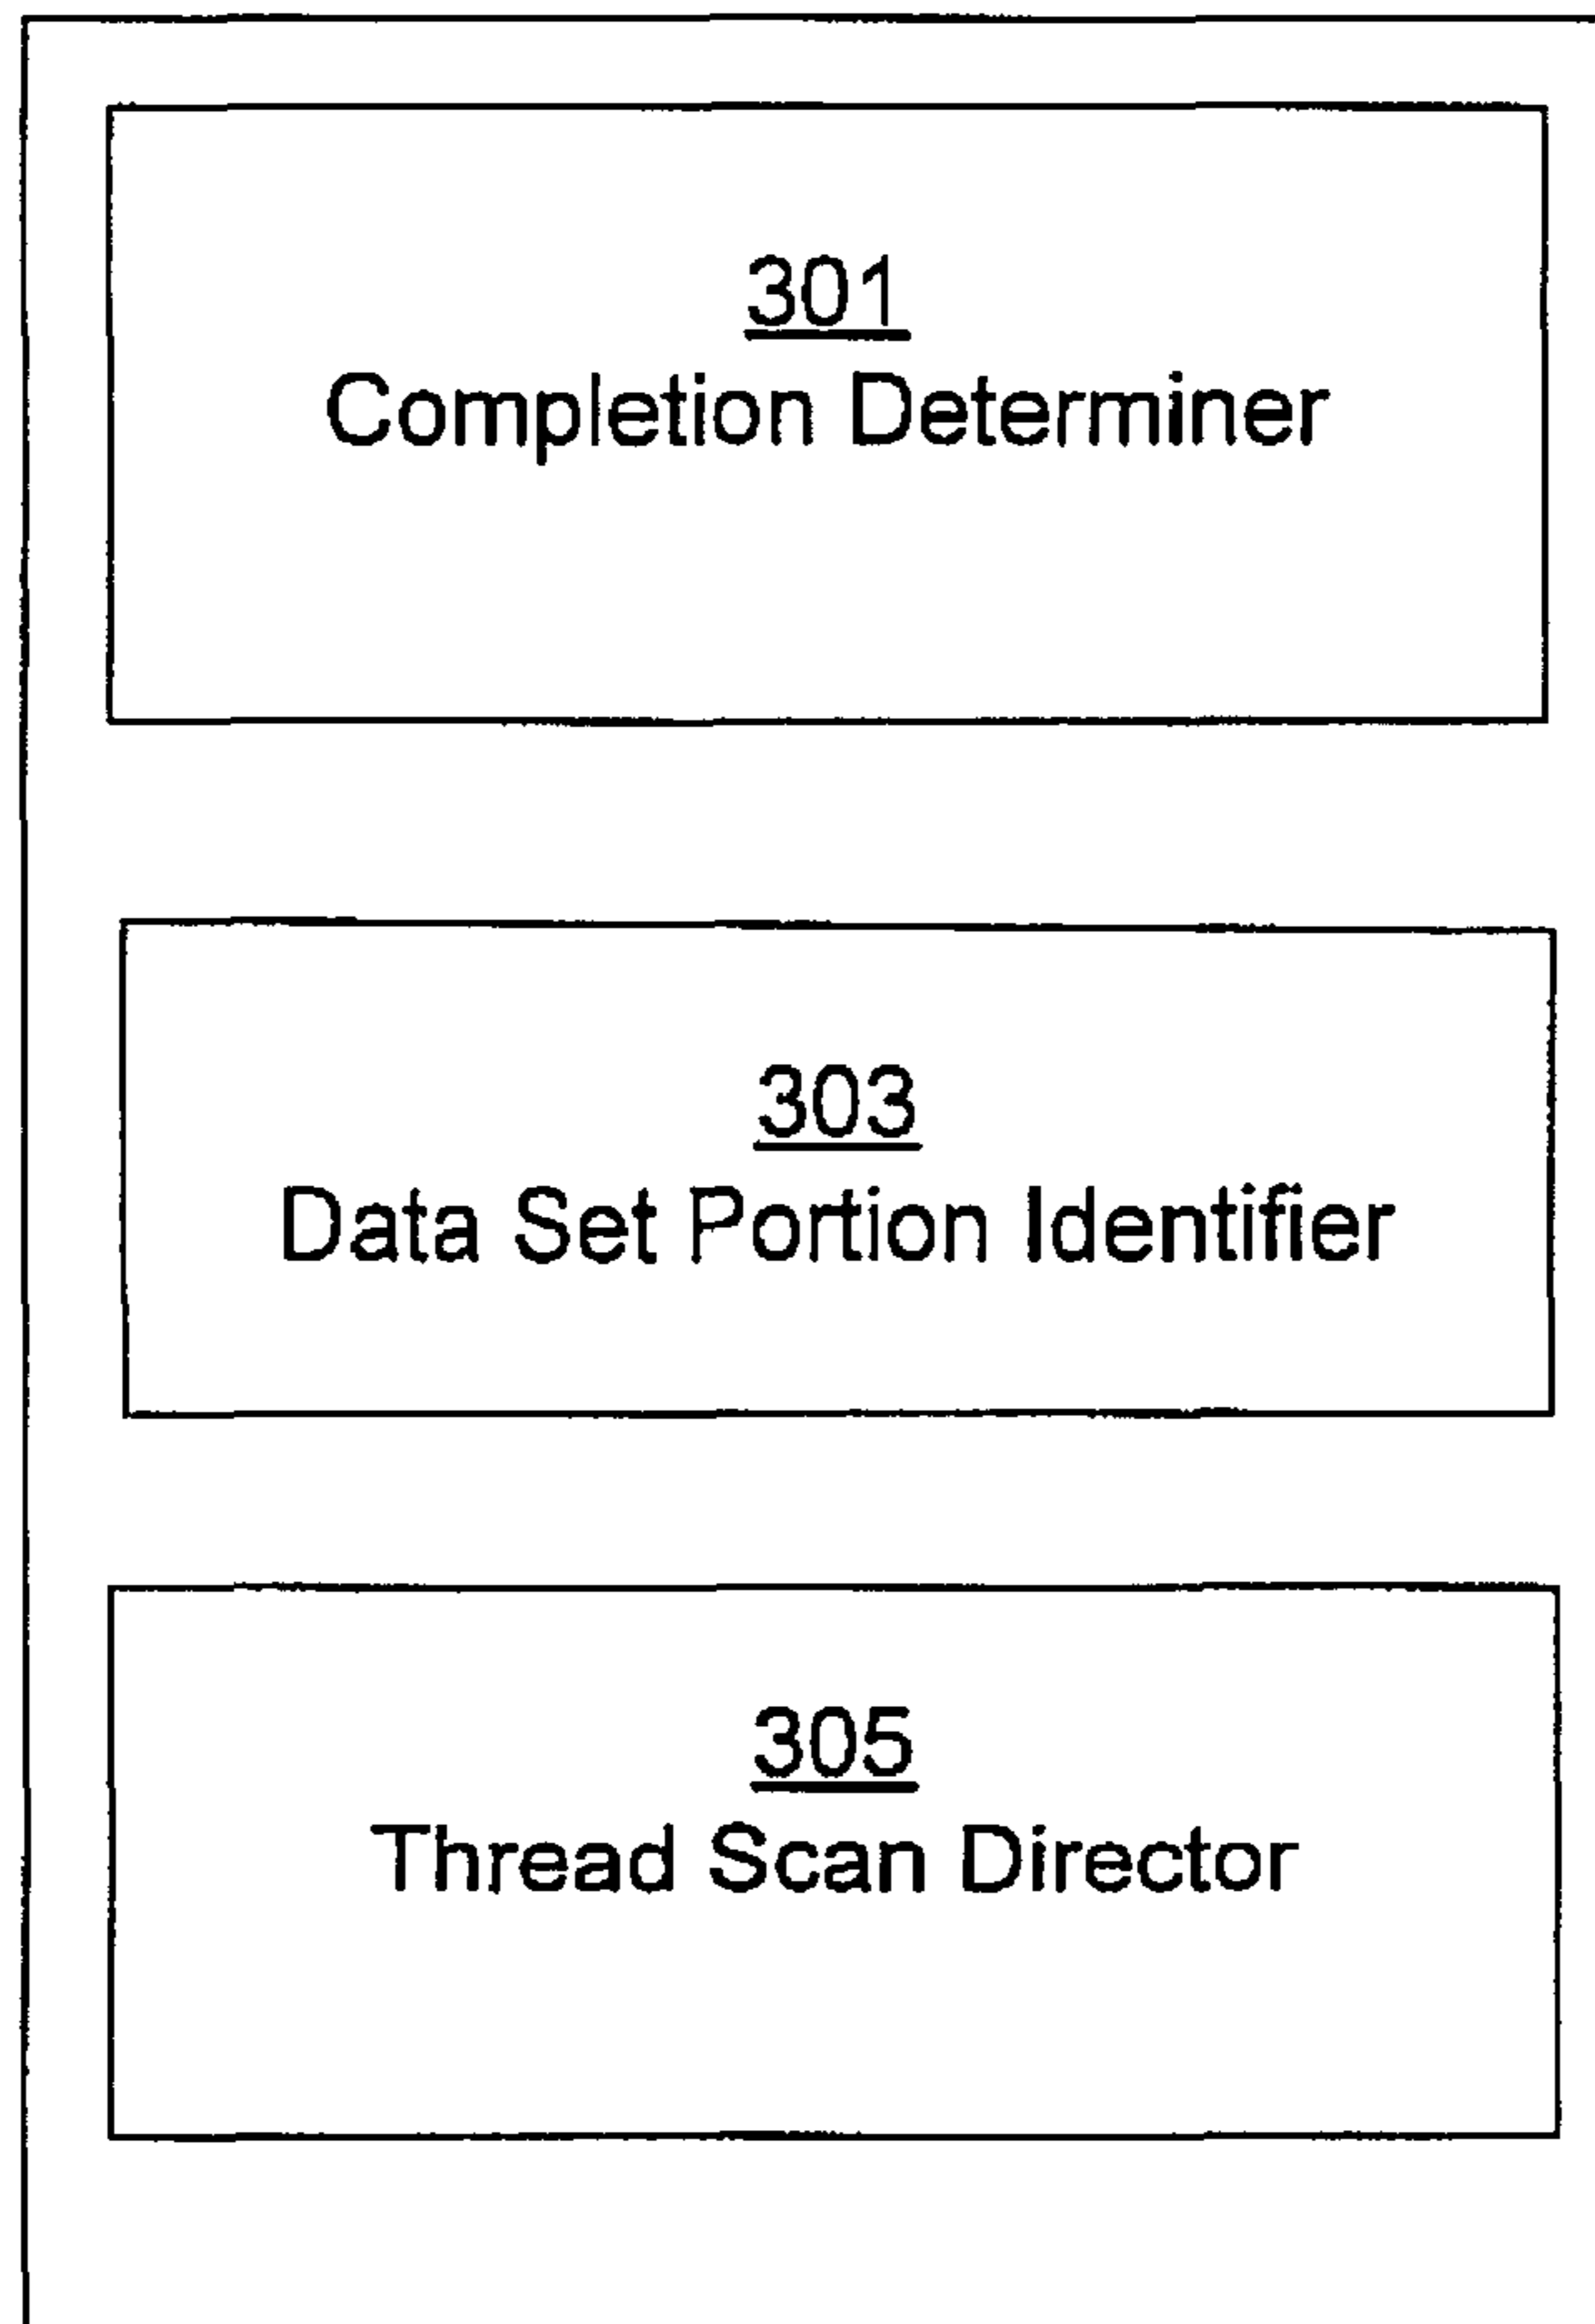 301
Completion Determiner
303
Data Set Portion Identifier
305
Thread Scan Director